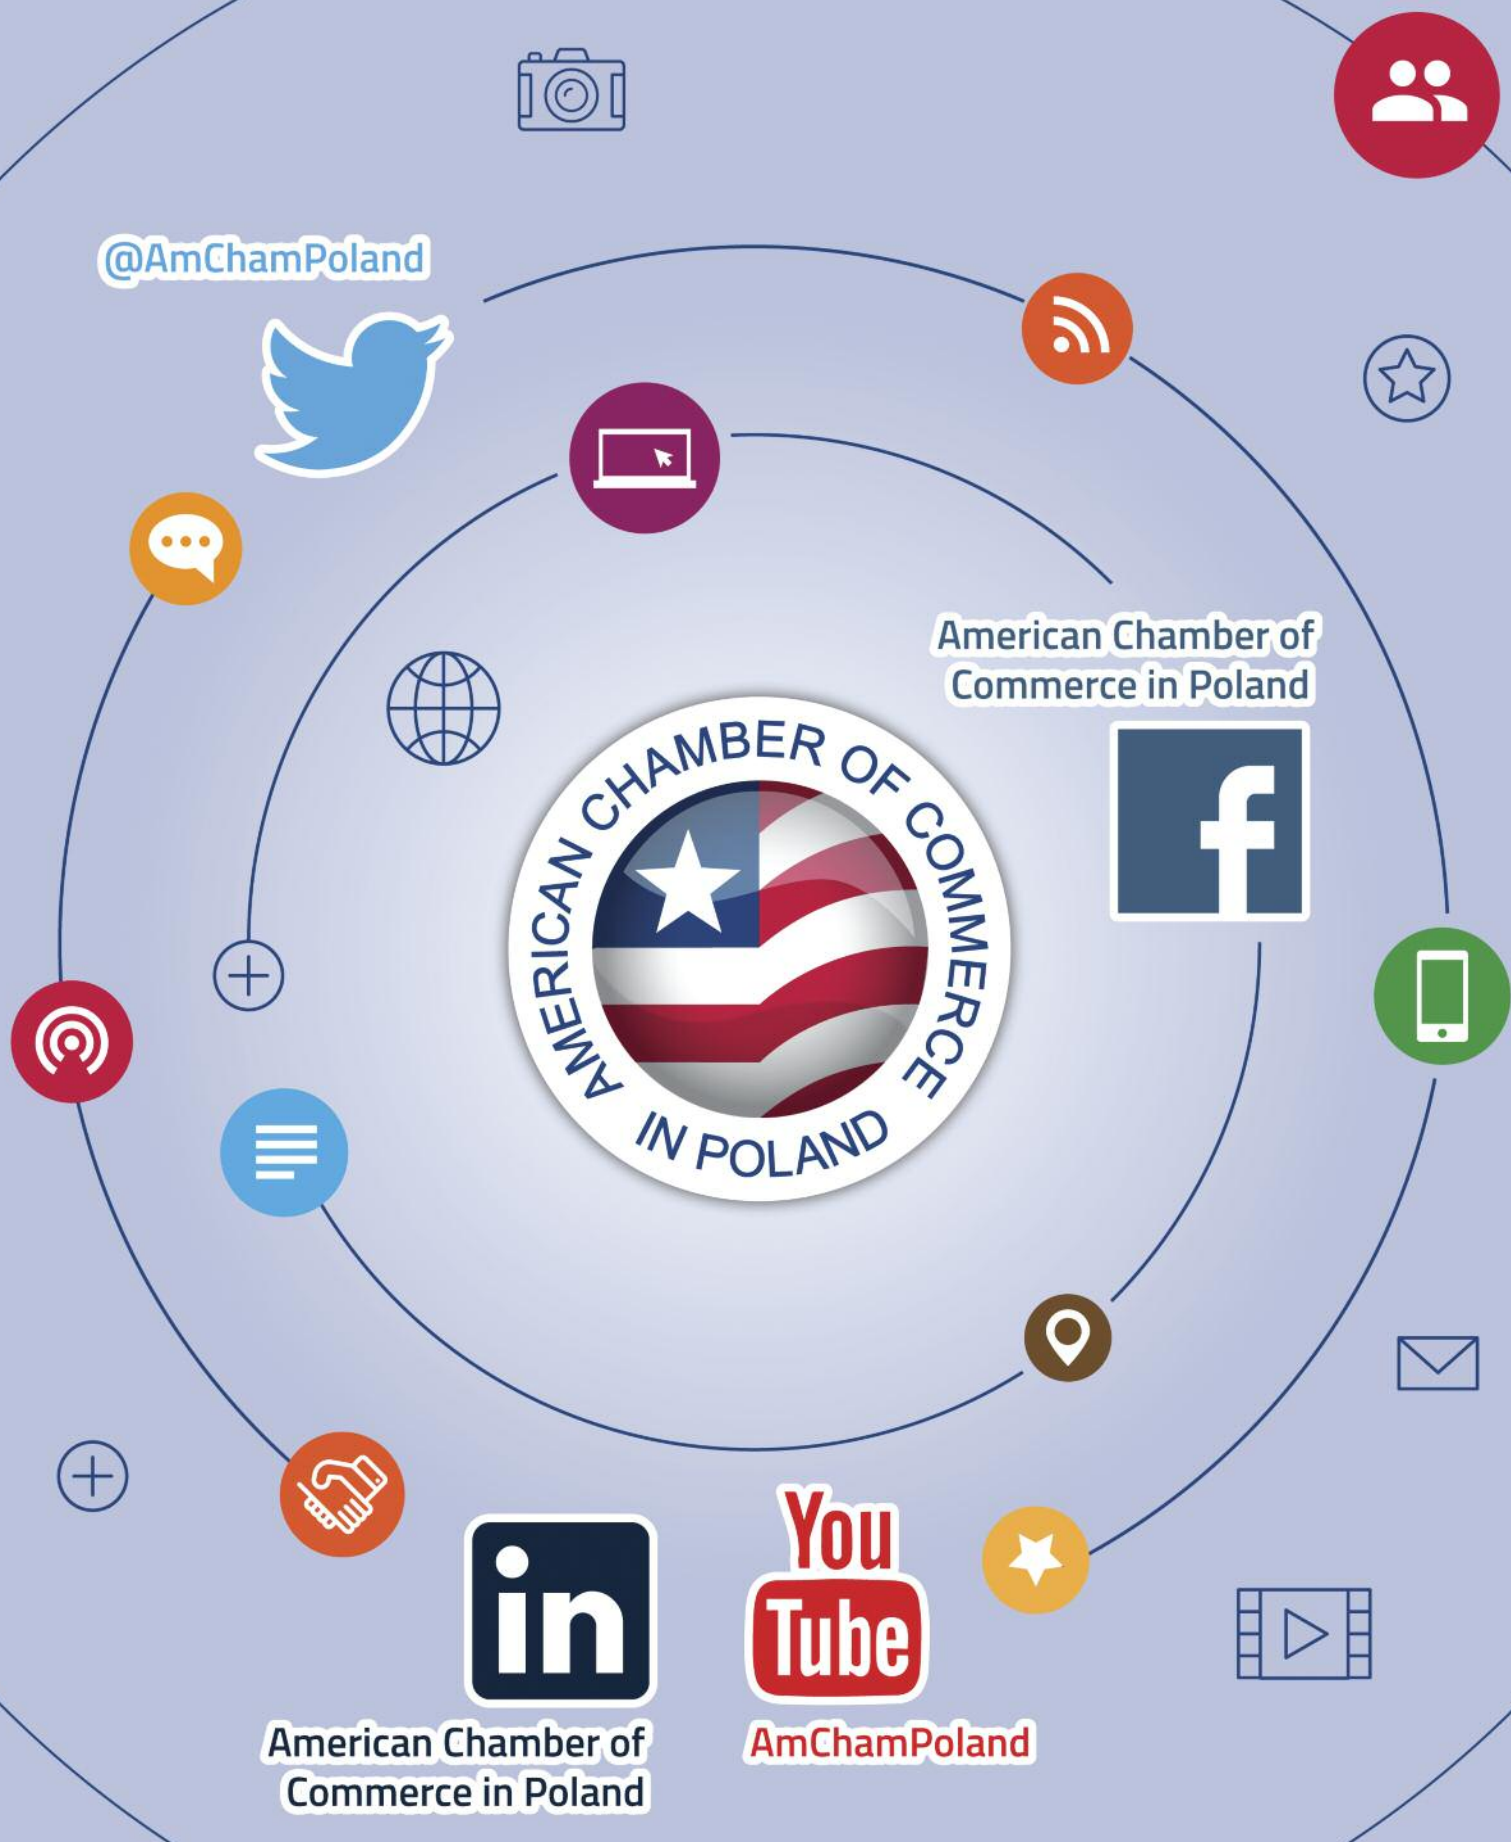 @AmChamPoland
American Chamber of
Commerce in Poland
f
AMERICAN CHAMBER OF COMMERCE
IN POLAND
in
You
Tube
American Chamber of
Commerce in Poland
AmChamPoland